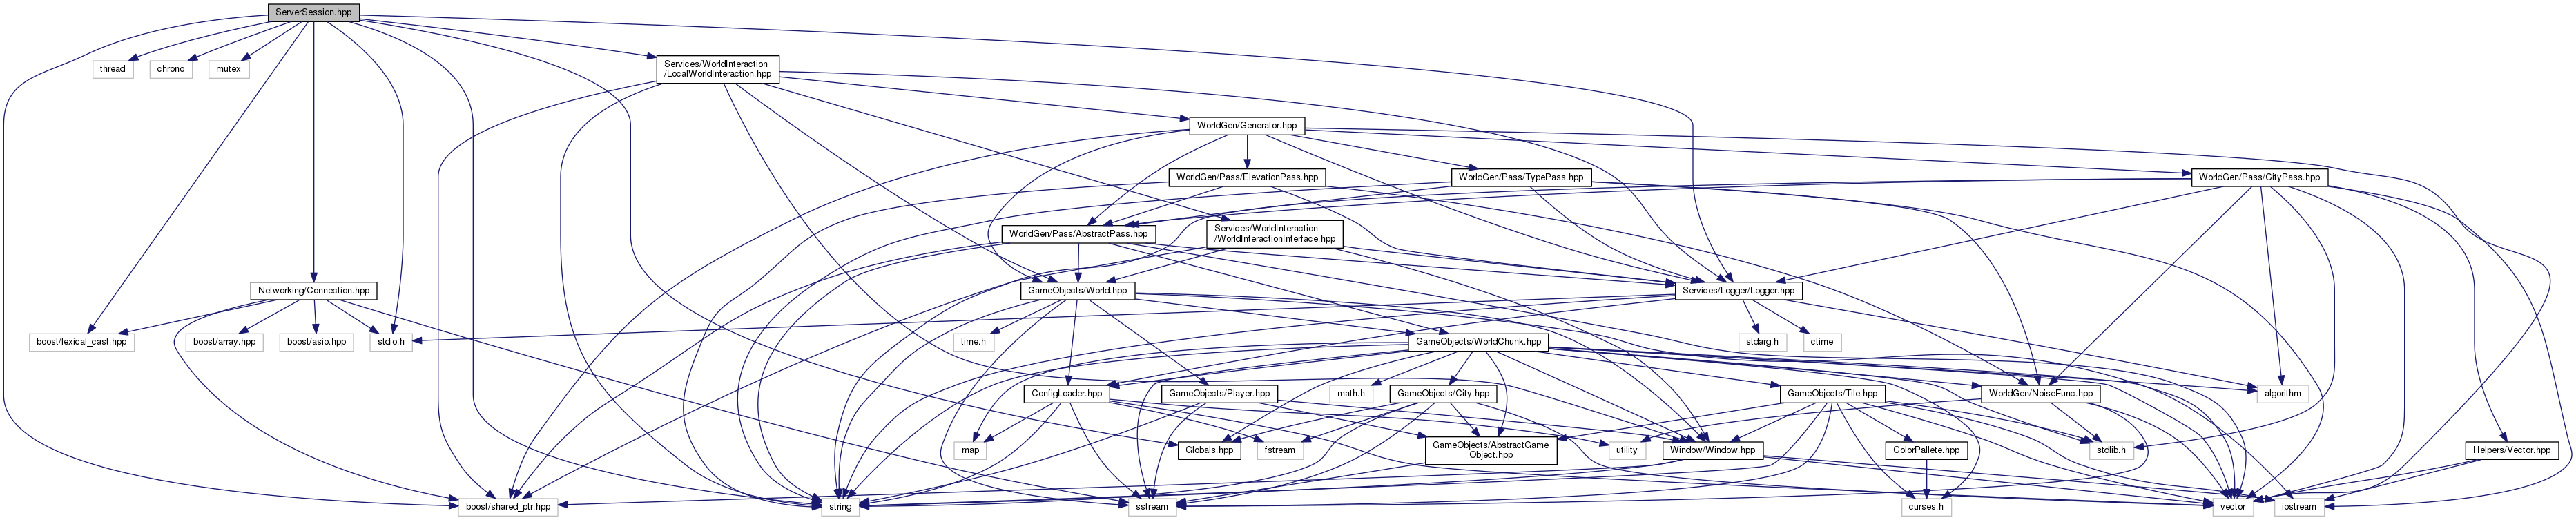 ServerSession.hpp
thread
chrono
mutex
Services/WorldInteraction
/LocalWorldInteraction.hpp
WorldGen/Generator.hpp
WorldGen/Pass/ElevationPass.hpp
WorldGen/Pass/TypePass.hpp
WorldGen/Pass/CityPass.hpp
WorldGen/Pass/AbstractPass.hpp
Services/WorldInteraction
/WorldInteractionInterface.hpp
Networking/Connection.hpp
GameObjects/World.hpp
Services/Logger/Logger.hpp
boost/lexical_cast.hpp
boost/array.hpp
boost/asio.hpp
stdio.h
time.h
GameObjects/WorldChunk.hpp
stdarg.h
ctime
ConfigLoader.hpp
GameObjects/Player.hpp
math.h
GameObjects/City.hpp
GameObjects/Tile.hpp
WorldGen/NoiseFunc.hpp
algorithm
map
Globals.hpp
fstream
GameObjects/AbstractGame
Object.hpp
utility
Window/Window.hpp
ColorPallete.hpp
stdlib.h
Helpers/Vector.hpp
boost/shared_ptr.hpp
string
sstream
curses.h
vector
iostream